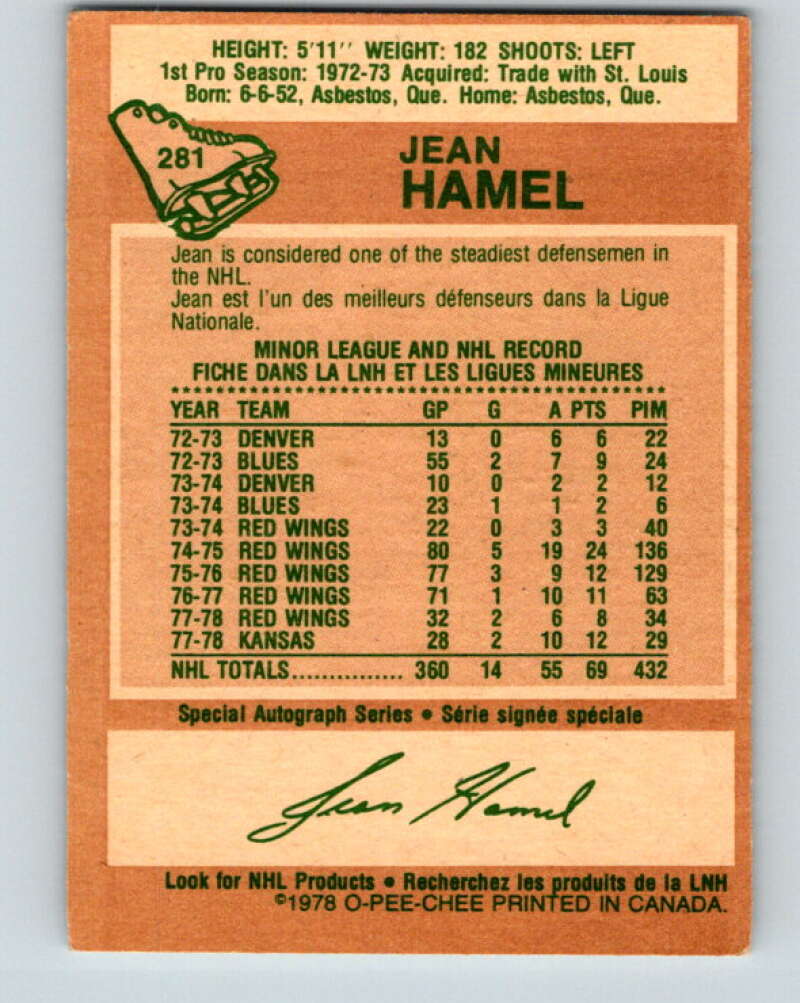 HEIGHT: 5'11'' WEIGHT: 182 SHOOTS: LEFT
1st Pro Season: 1972-73 Acquired: Trade with St. Louis
Born: 6-6-52, Asbestos, Que. Home: Asbestos, Que.
281
JEAN
HAMEL
Jean is considered one of the steadiest defensemen in
the NHL.
Jean est l'un des meilleurs défenseurs dans la Ligue
Nationale.
MINOR LEAGUE AND NHL RECORD
FICHE DANS LA LNH ET LES LIGUES MINEURES
YEAR TEAM GP G A PTS PIM
72-73 DENVER 13 0 6 6 22
72-73 BLUES 55 2 7 9 24
73-74 DENVER 10 0 2 2 12
73-74 BLUES 23 1 1 2 6
73-74 RED WINGS 22 0 3 3 40
74-75 RED WINGS 80 5 19 24 136
75-76 RED WINGS 77 3 9 12 129
76-77 RED WINGS 71 1 10 11 63
77-78 RED WINGS 32 2 6 8 34
77-78 KANSAS 28 2 10 12 29
NHL TOTALS............... 360 14 55 69 432
Special Autograph Series • Série signée spéciale
Jean Hamel
Look for NHL Products • Recherchez les produits de la LNH
©1978 O-PEE-CHEE PRINTED IN CANADA.